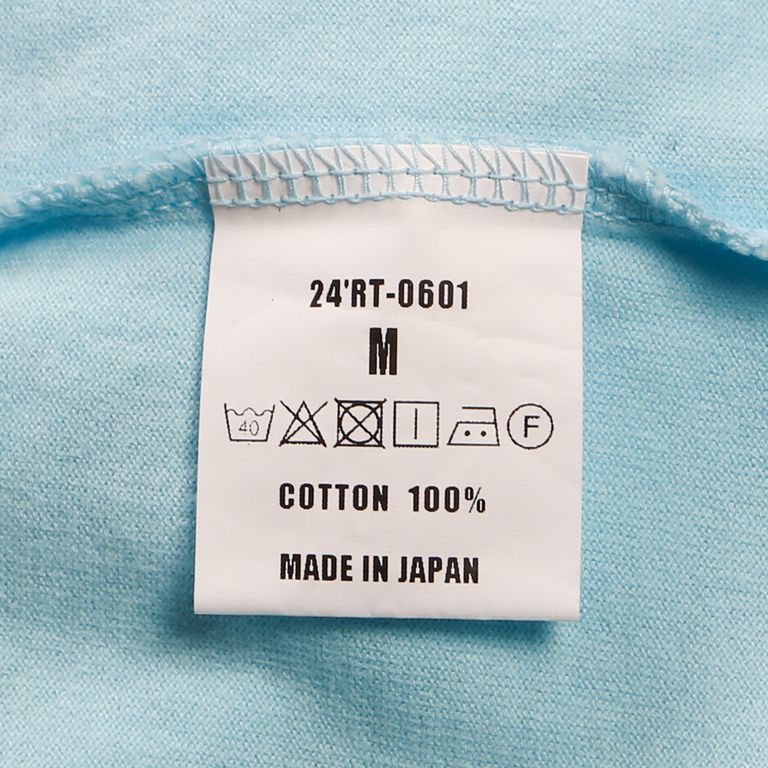 24'RT-0601
M
40 F
COTTON 100%
MADE IN JAPAN